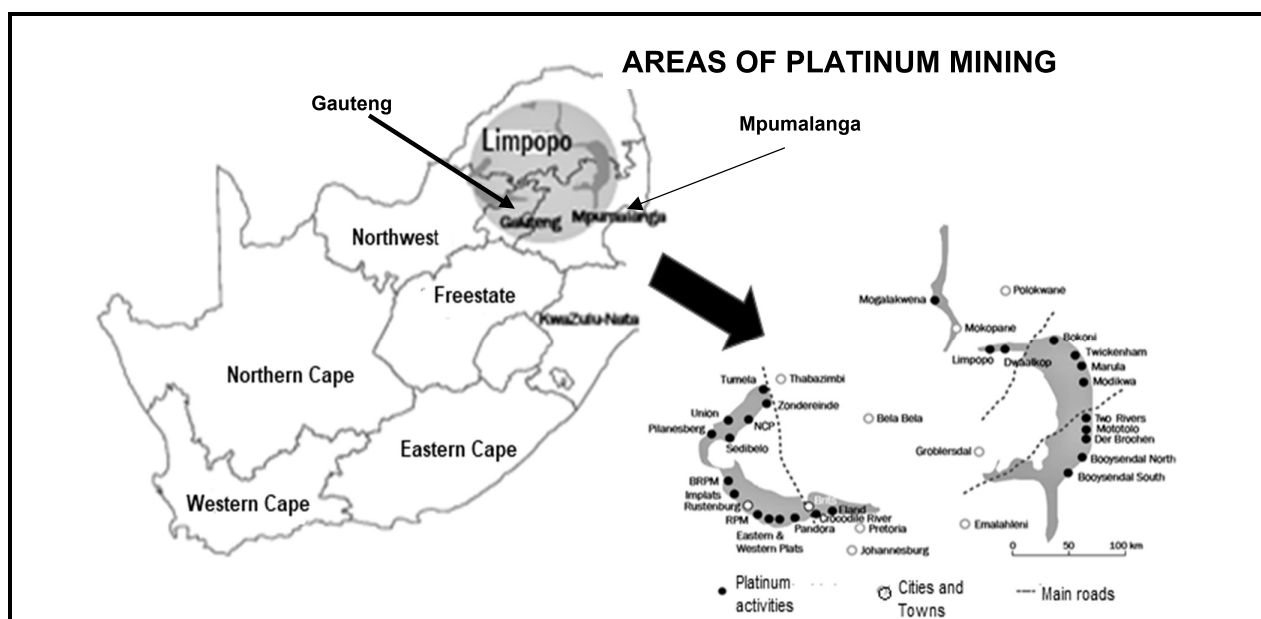 AREAS OF PLATINUM MINING
Gauteng
Mpumalanga
Limpopo
Gauteng
Mpumalanga
Northwest
Freestate
KwaZulu-Nata
Northern Cape
Eastern Cape
Western Cape
Polokwane
Mogalakwena
Mokopane
Bokoni
Limpopo
Dwaalkop
Twickenham
Marula
Modikwa
Tumela
Thabazimbi
Zondereinde
Union
NCP
Bela Bela
Two Rivers
Mototolo
Der Brochen
Pilanesberg
Sedibelo
Groblersdal
Booysendal North
Booysendal South
BRPM
Implats
Rustenburg
Brits
Eland
RPM
Pandora
Crocodile River
Pretoria
Emalahleni
Eastern &
Western Plats
Johannesburg
0 50 100 km
Platinum
activities
Cities and
Towns
Main roads